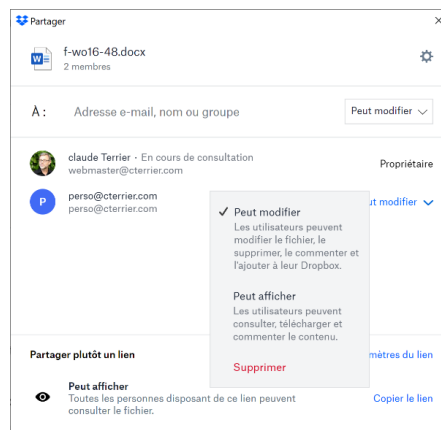 Partager
f-wo16-48.docx
2 membres
À :
Adresse e-mail, nom ou groupe
Peut modifier
claude Terrier · En cours de consultation
webmaster@cterrier.com
Propriétaire
P
perso@cterrier.com
perso@cterrier.com
ut modifier
Peut modifier
Les utilisateurs peuvent
modifier le fichier, le
supprimer, le commenter et
l'ajouter à leur Dropbox.
Peut afficher
Les utilisateurs peuvent
consulter, télécharger et
commenter le contenu.
Supprimer
Partager plutôt un lien
mètres du lien
Peut afficher
Toutes les personnes disposant de ce lien peuvent
consulter le fichier.
Copier le lien